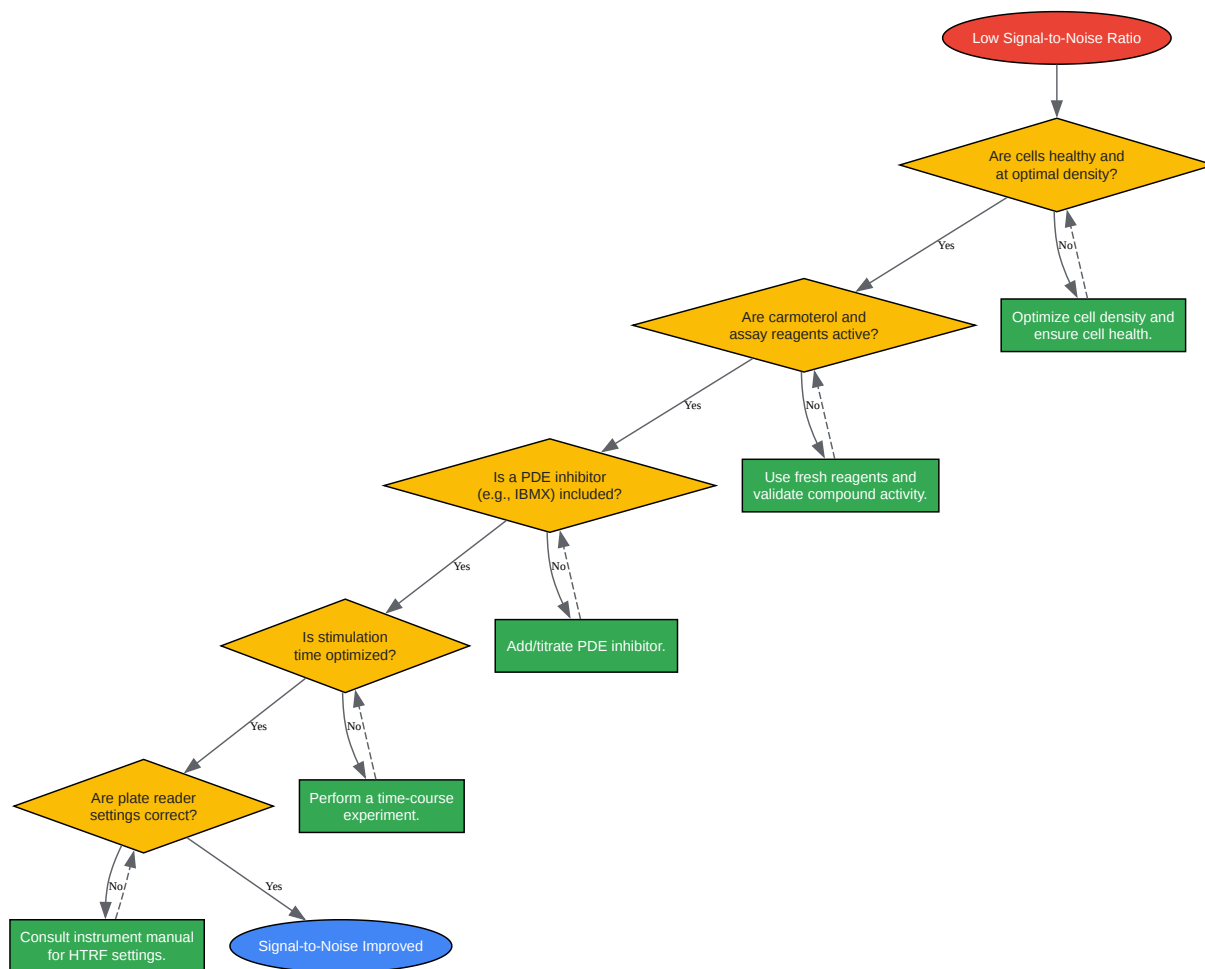 Low Signal-to-Noise Ratio
Are cells healthy and
at optimal density?
Yes
No
Optimize cell density and
ensure cell health.
Are carmoterol and
assay reagents active?
Yes
No
Use fresh reagents and
validate compound activity.
Is a PDE inhibitor
(e.g., IBMX) included?
Yes
No
Add/titrate PDE inhibitor.
Is stimulation
time optimized?
Yes
No
Perform a time-course
experiment.
Are plate reader
settings correct?
No
Yes
Consult instrument manual
for HTRF settings.
Signal-to-Noise Improved